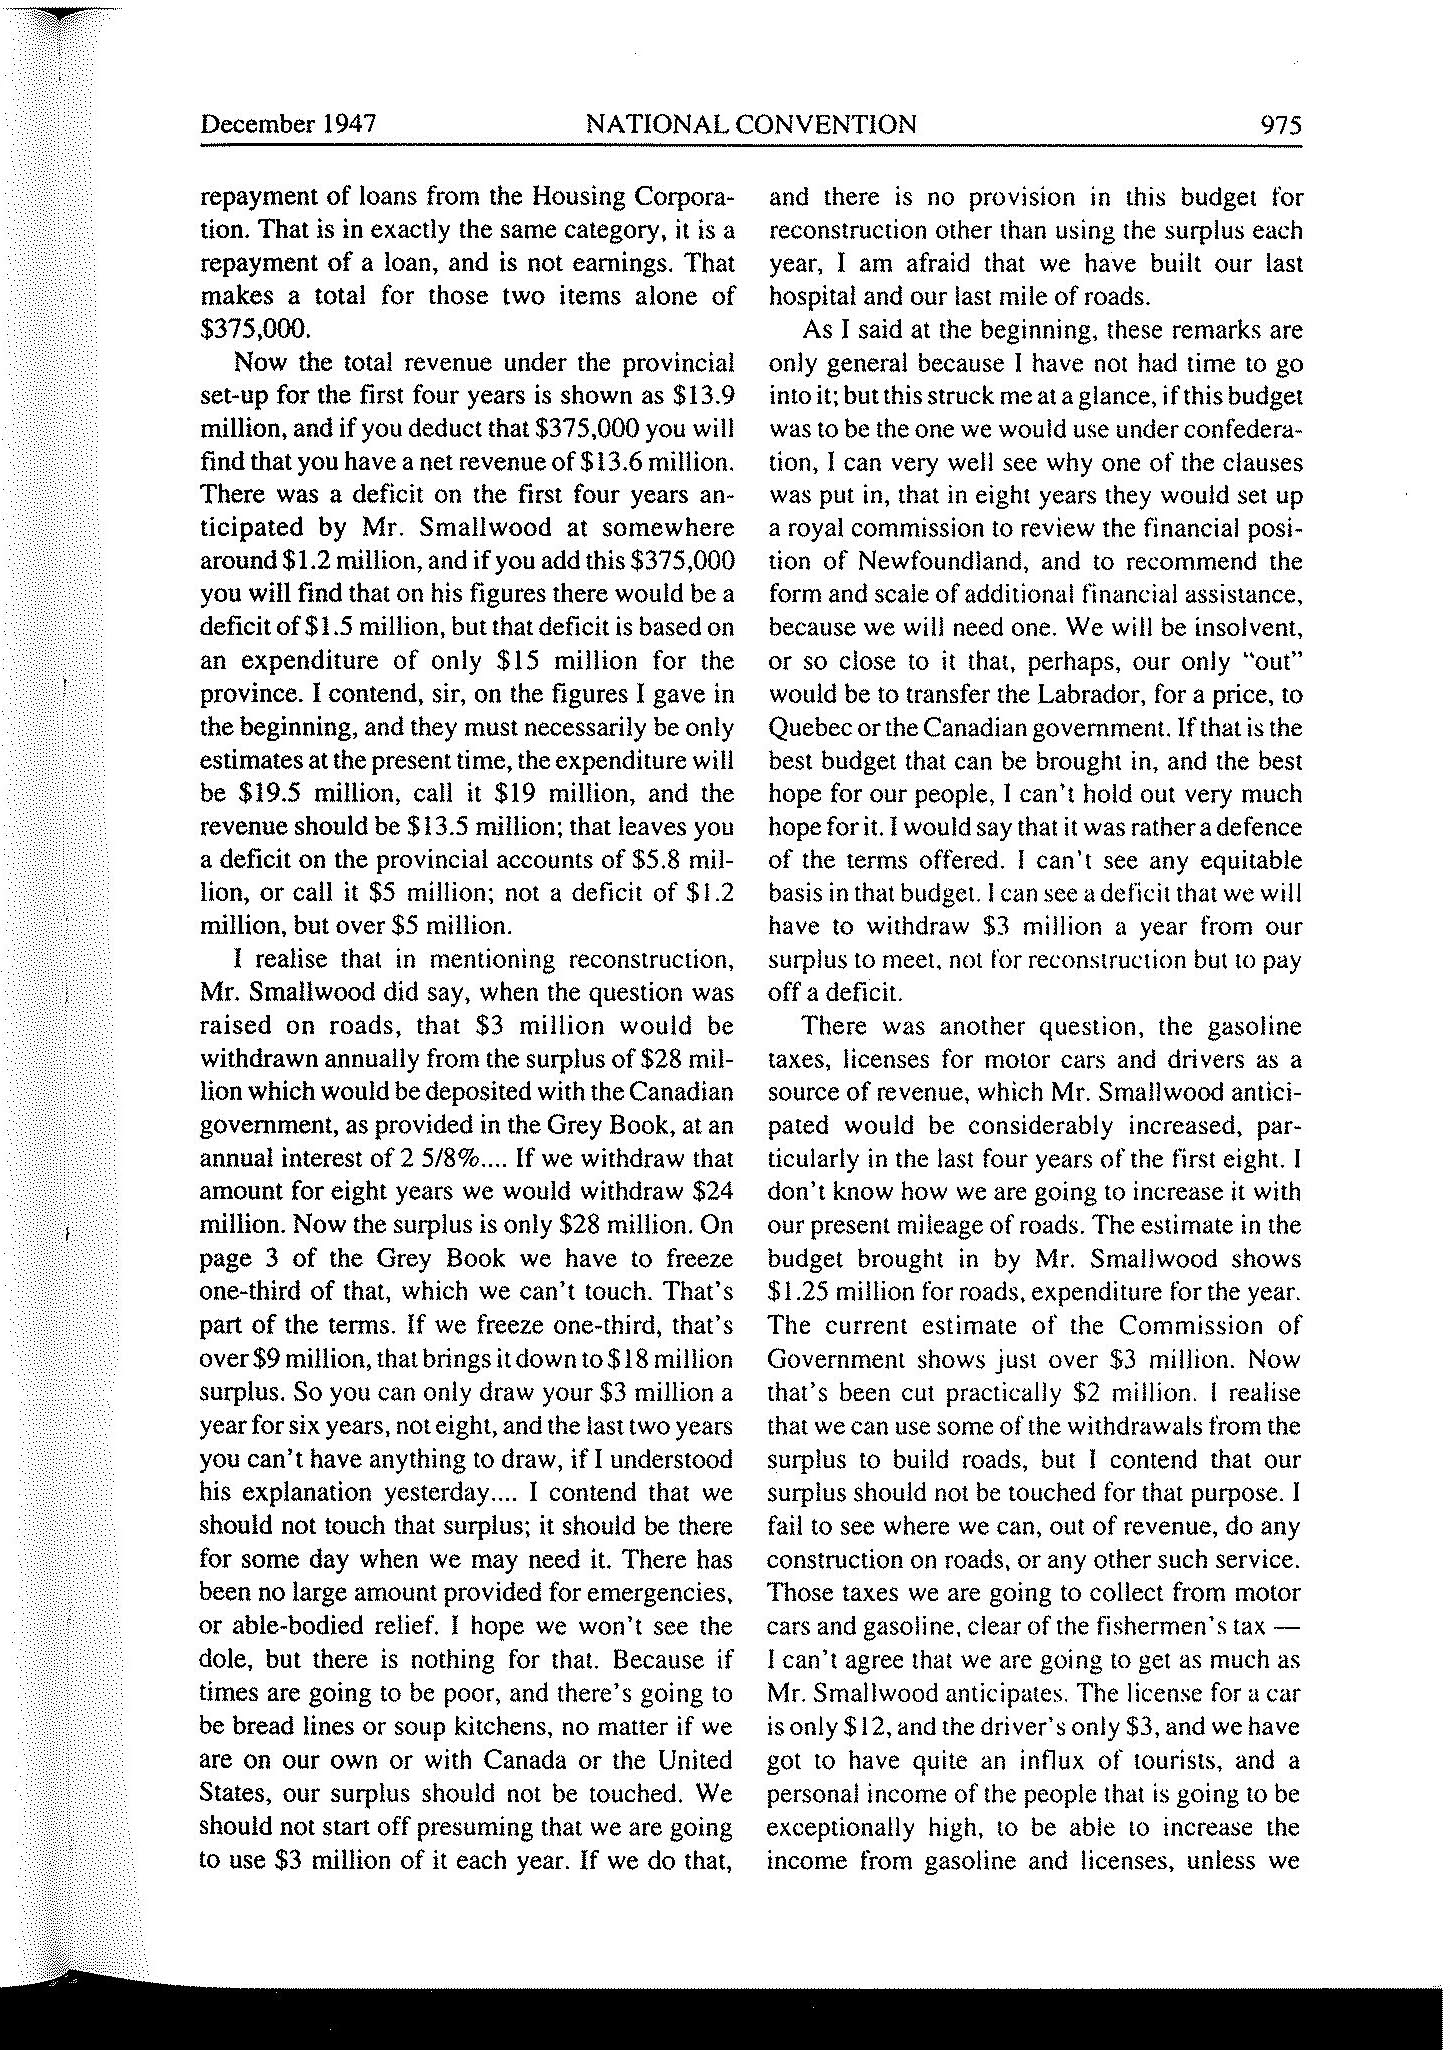 December 1947 NATIONAL CONVENTION 975
repayment of loans from the Housing Corpora-
tion. That is in exactly the same category, it is a
repayment of a loan, and is not earnings. That
makes a total for those two items alone of
$375,000.
Now the total revenue under the provincial
set-up for the first four years is shown as $13.9
million, and if you deduct that $375,000 you will
find that you have a net revenue of $13.6 million.
There was a deficit on the first four years an-
ticipated by Mr. Smallwood at somewhere
around $1.2 million, and if you add this $375,000
you will find that on his figures there would be a
deficit of $1.5 million, but that deficit is based on
an expenditure of only $15 million for the
province. I contend, sir, on the figures I gave in
the beginning, and they must necessarily be only
estimates at the present time, the expenditure will
be $19.5 million, call it $19 million, and the
revenue should be $13.5 million; that leaves you
a deficit on the provincial accounts of $5.8 mil-
lion, or call it $5 million; not a deficit of $1.2
million, but over $5 million.
I realise that in mentioning reconstruction,
Mr. Smallwood did say, when the question was
raised on roads, that $3 million would be
withdrawn annually from the surplus of $28 mil-
lion which would be deposited with the Canadian
government, as provided in the Grey Book, at an
annual interest of 2 5/8%.... If we withdraw that
amount for eight years we would withdraw $24
million. Now the surplus is only $28 million. On
page 3 of the Grey Book we have to freeze
one-third of that, which we can't touch. That's
part of the terms. If we freeze one-third, that's
over $9 million, that brings it down to $18 million
surplus. So you can only draw your $3 million a
year for six years, not eight, and the last two years
you can't have anything to draw, if I understood
his explanation yesterday.... I contend that we
should not touch that surplus; it should be there
for some day when we may need it. There has
been no large amount provided for emergencies,
or able-bodied relief. I hope we won't see the
dole, but there is nothing for that. Because if
times are going to be poor, and there's going to
be bread lines or soup kitchens, no matter if we
are on our own or with Canada or the United
States, our surplus should not be touched. We
should not start off presuming that we are going
to use $3 million of it each year. If we do that,
and there is no provision in this budget for
reconstruction other than using the surplus each
year, I am afraid that we have built our last
hospital and our last mile of roads.
As I said at the beginning, these remarks are
only general because I have not had time to go
into it; but this struck me at a glance, if this budget
was to be the one we would use under confedera-
tion, I can very well see why one of the clauses
was put in, that in eight years they would set up
a royal commission to review the financial posi-
tion of Newfoundland, and to recommend the
form and scale of additional financial assistance,
because we will need one. We will be insolvent,
or so close to it that, perhaps, our only "out"
would be to transfer the Labrador, for a price, to
Quebec or the Canadian government. If that is the
best budget that can be brought in, and the best
hope for our people, I can't hold out very much
hope for it. I would say that it was rather a defence
of the terms offered. I can't see any equitable
basis in that budget. I can see a deficit that we will
have to withdraw $3 million a year from our
surplus to meet, not for reconstruction but to pay
off a deficit.
There was another question, the gasoline
taxes, licenses for motor cars and drivers as a
source of revenue, which Mr. Smallwood antici-
pated would be considerably increased, par-
ticularly in the last four years of the first eight. I
don't know how we are going to increase it with
our present mileage of roads. The estimate in the
budget brought in by Mr. Smallwood shows
$1.25 million for roads, expenditure for the year.
The current estimate of the Commission of
Government shows just over $3 million. Now
that's been cut practically $2 million. I realise
that we can use some of the withdrawals from the
surplus to build roads, but I contend that our
surplus should not be touched for that purpose. I
fail to see where we can, out of revenue, do any
construction on roads, or any other such service.
Those taxes we are going to collect from motor
cars and gasoline, clear of the fishermen's tax —
I can't agree that we are going to get as much as
Mr. Smallwood anticipates. The license for a car
is only $12, and the driver's only $3, and we have
got to have quite an influx of tourists, and a
personal income of the people that is going to be
exceptionally high, to be able to increase the
income from gasoline and licenses, unless we